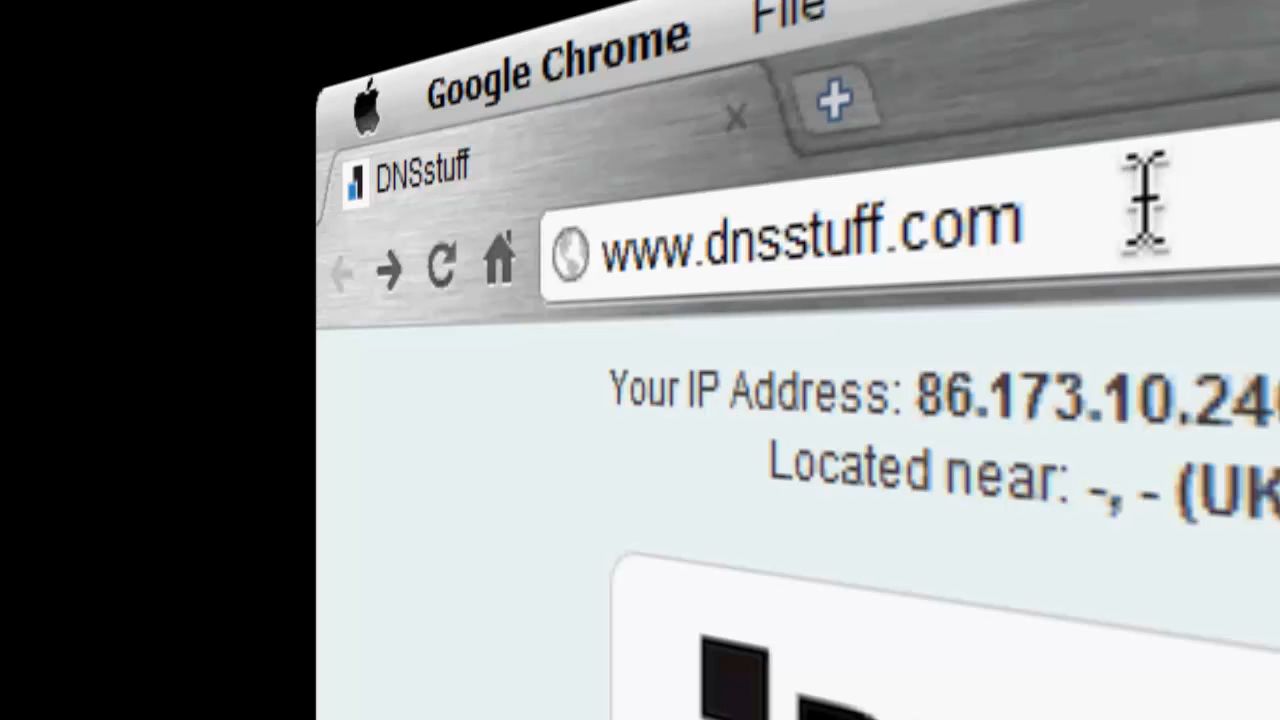 Google Chrome File
DNSstuff
www.dnsstuff.com
Your IP Address: 86.173.10.24
Located near: -, - (UK